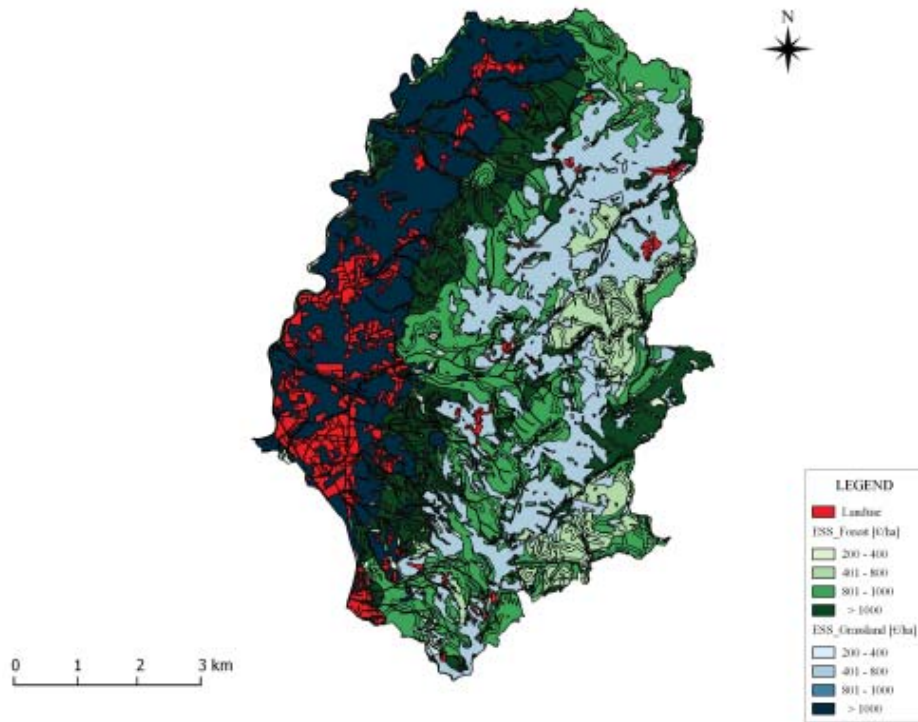 N
LEGEND
Landuse
ESS_Forest [€/ha]
200 - 400
401 - 800
801 - 1000
> 1000
ESS_Grassland [€/ha]
200 - 400
401 - 800
801 - 1000
> 1000
0 1 2 3 km